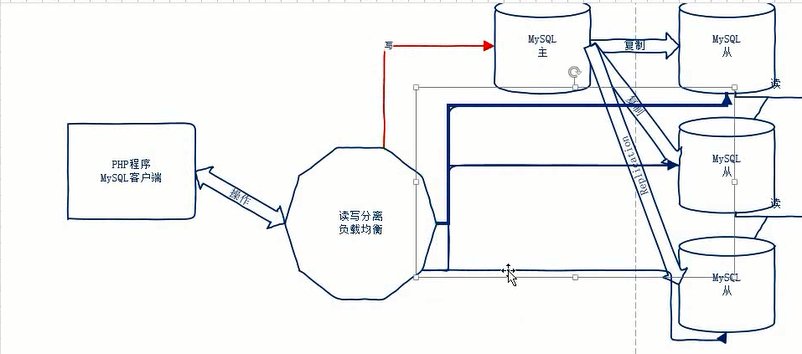 写
MySQL
主
复制
MySQL
从
读
PHP程序
MySQL客户端
操作
读写分离
负载均衡
复制
Replication
MySQL
从
读
MySQL
从